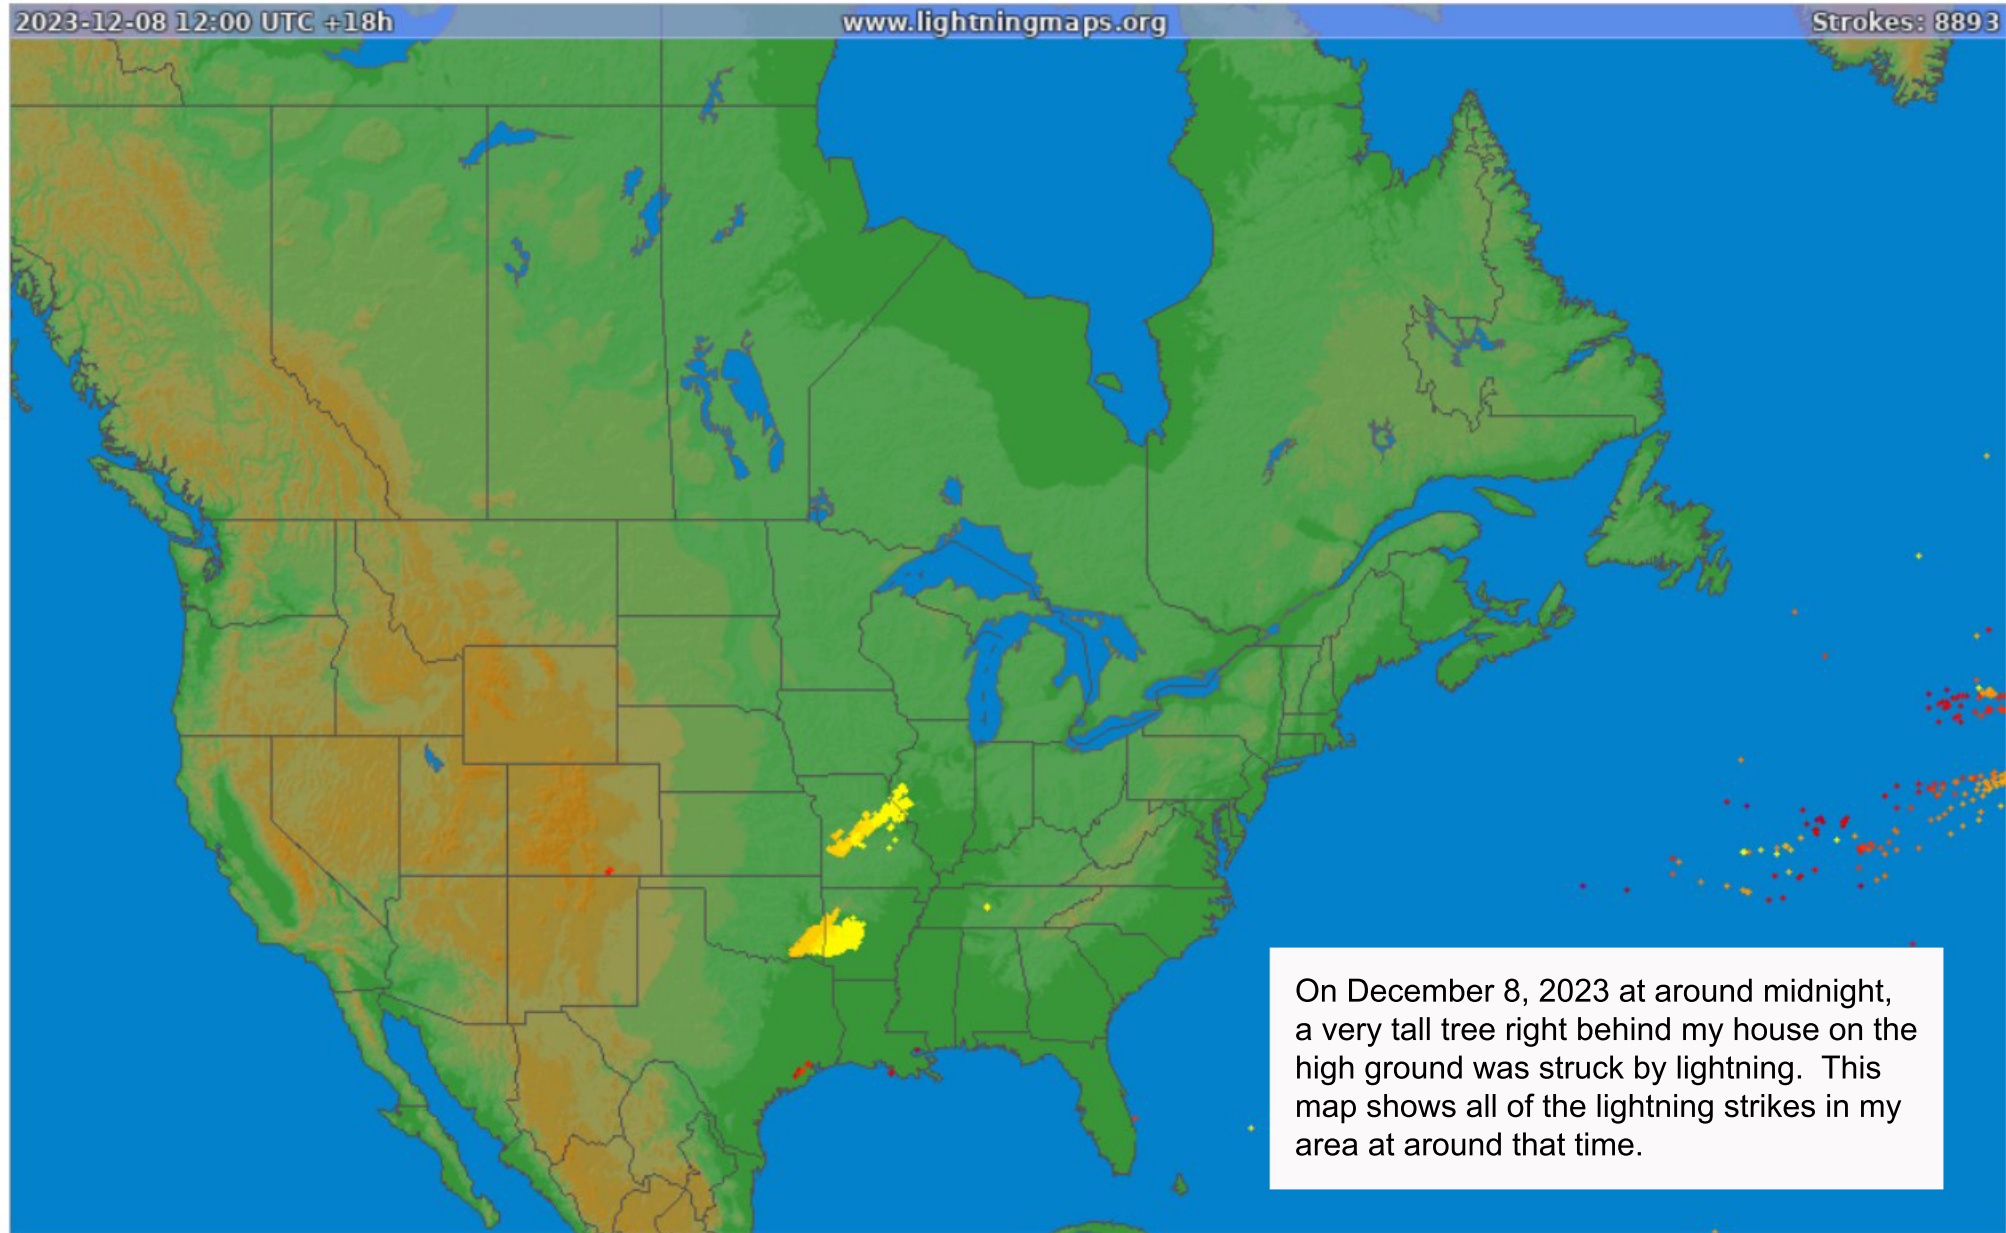 2023-12-08 12:00 UTC +18h
www.lightningmaps.org
Strokes: 8893
On December 8, 2023 at around midnight,
a very tall tree right behind my house on the
high ground was struck by lightning.  This
map shows all of the lightning strikes in my
area at around that time.